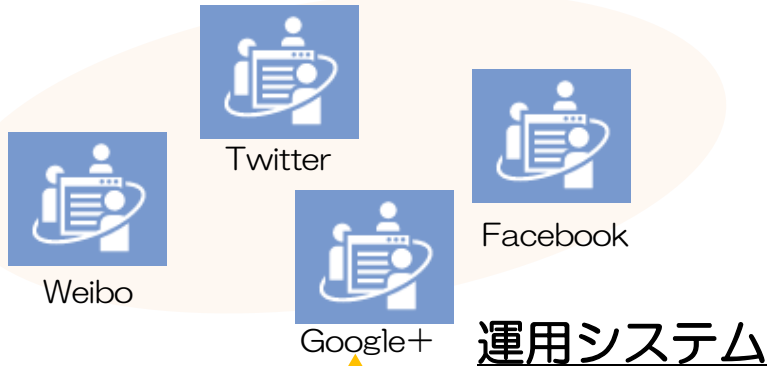 Twitter
Facebook
Weibo
Google+
運用システム